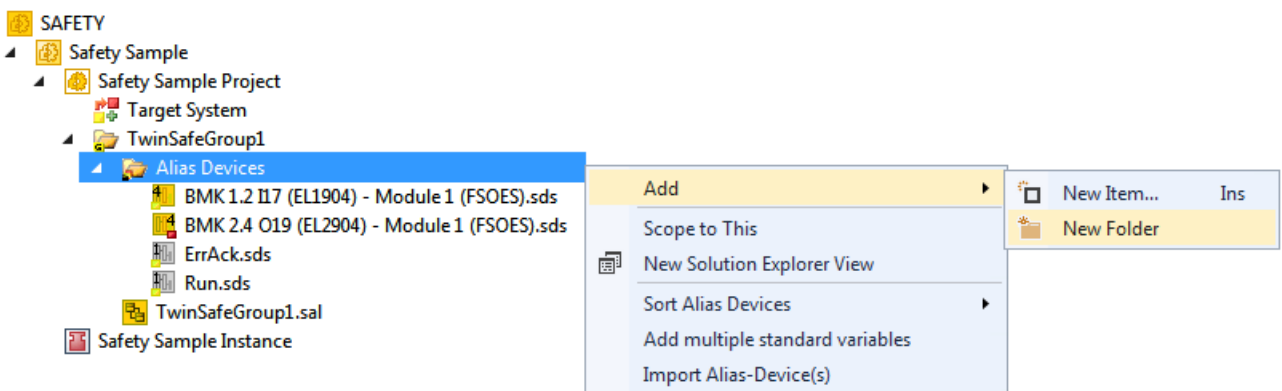 SAFETY
Safety Sample
Safety Sample Project
Target System
TwinSafeGroup1
Alias Devices
BMK 1.2 I17 (EL1904) - Module 1 (FSOES).sds
BMK 2.4 O19 (EL2904) - Module 1 (FSOES).sds
ErrAck.sds
Run.sds
TwinSafeGroup1.sal
Safety Sample Instance
Add
Scope to This
New Solution Explorer View
Sort Alias Devices
Add multiple standard variables
Import Alias-Device(s)
New Item... Ins
New Folder